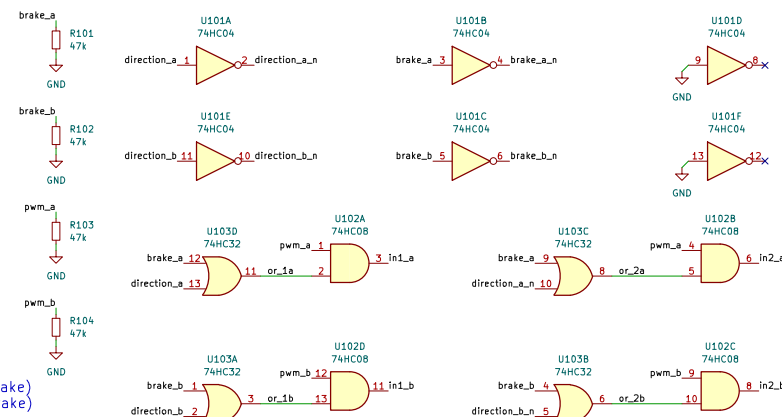 brake_a
R101
47k
GND
U101A
74HC04
direction_a 1 2 direction_a_n
U101B
74HC04
brake_a 3 4 brake_a_n
U101D
74HC04
9 8
GND
brake_b
R102
47k
GND
U101E
74HC04
direction_b 11 10 direction_b_n
U101C
74HC04
brake_b 5 6 brake_b_n
U101F
74HC04
13 12
GND
pwm_a
R103
47k
GND
U103D
74HC32
brake_a 12
direction_a 13
11 or_1a
U102A
74HC08
pwm_a 1
2
3 in1_a
U103C
74HC32
brake_a 9
direction_a_n 10
8 or_2a
U102B
74HC08
pwm_a 4
5
6 in2_a
pwm_b
R104
47k
GND
U103A
74HC32
brake_b 1
direction_b 2
3 or_1b
U102D
74HC08
pwm_b 12
13
11 in1_b
U103B
74HC32
brake_b 4
direction_b_n 5
6 or_2b
U102C
74HC08
pwm_b 9
10
8 in2_b
ake)
ake)